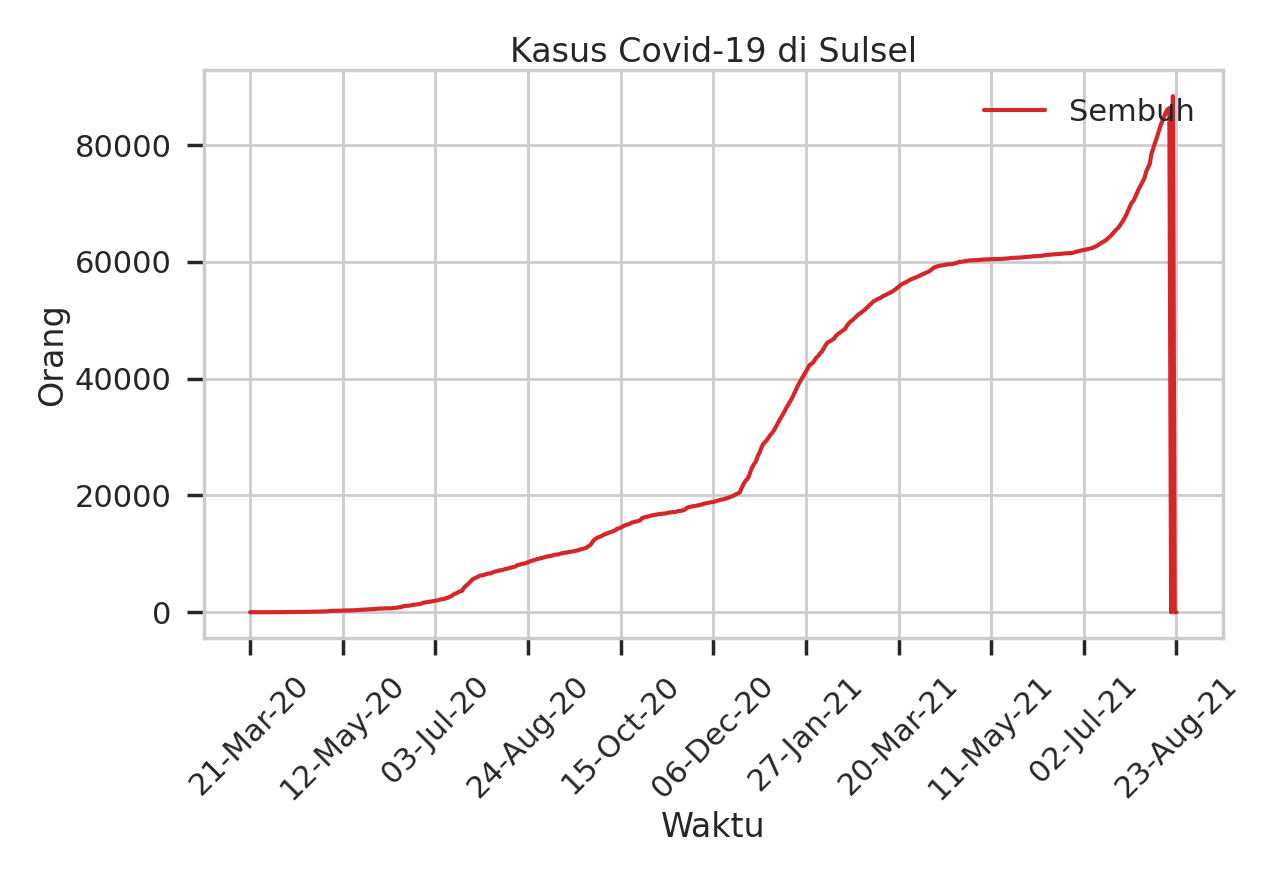 Kasus Covid-19 di Sulsel
Sembuh
Orang
80000
60000
40000
20000
0
21-Mar-20
12-May-20
03-Jul-20
24-Aug-20
15-Oct-20
06-Dec-20
27-Jan-21
20-Mar-21
11-May-21
02-Jul-21
23-Aug-21
Waktu